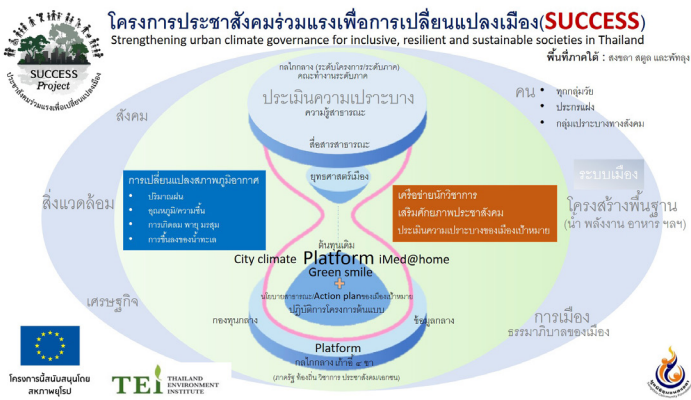 โครงการประชาสังคมร่วมแรงเพื่อการเปลี่ยนแปลงเมือง(SUCCESS)
Strengthening urban climate governance for inclusive, resilient and sustainable societies in Thailand
พื้นที่ภาคใต้ : สงขลา สตูล และพัทลุง
SUCCESS
Project
ประชาสังคมร่วมแรงเพื่อเปลี่ยนแปลงเมือง
กลไกกลาง (ระดับโครงการ/ระดับภาค)
คณะทำงานระดับภาค
ประเมินความเปราะบาง
ความรู้สาธารณะ
สื่อสารสาธารณะ
ยุทธศาสตร์เมือง
คน
• ทุกกลุ่มวัย
• ประกรแฝง
• กลุ่มเปราะบางทางสังคม
สังคม
สิ่งแวดล้อม
เศรษฐกิจ
การเปลี่ยนแปลงสภาพภูมิอากาศ
• ปริมาณฝน
• อุณหภูมิ/ความชื้น
• การเกิดลม พายุ มรสุม
• การขึ้นลงของน้ำทะเล
เครือข่ายนักวิชาการ
เสริมศักยภาพประชาสังคม
ประเมินความเปราะบางของเมืองเป้าหมาย
ระบบเมือง
โครงสร้างพื้นฐาน
(น้ำ พลังงาน อาหาร ฯลฯ)
ต้นทุนเดิม
City climate Platform iMed@home
Green smile
+
นโยบายสาธารณะ/Action planของเมืองเป้าหมาย
ปฏิบัติการโครงการต้นแบบ
กองทุนกลาง
ข้อมูลกลาง
Platform
กลไกกลาง เก้าอี้ ๔ ขา
(ภาครัฐ ท้องถิ่น วิชาการ ประชาสังคม/เอกชน)
การเมือง
ธรรมาภิบาลของเมือง
โครงการนี้สนับสนุนโดย
สหภาพยุโรป
TEI THAILAND
ENVIRONMENT
INSTITUTE